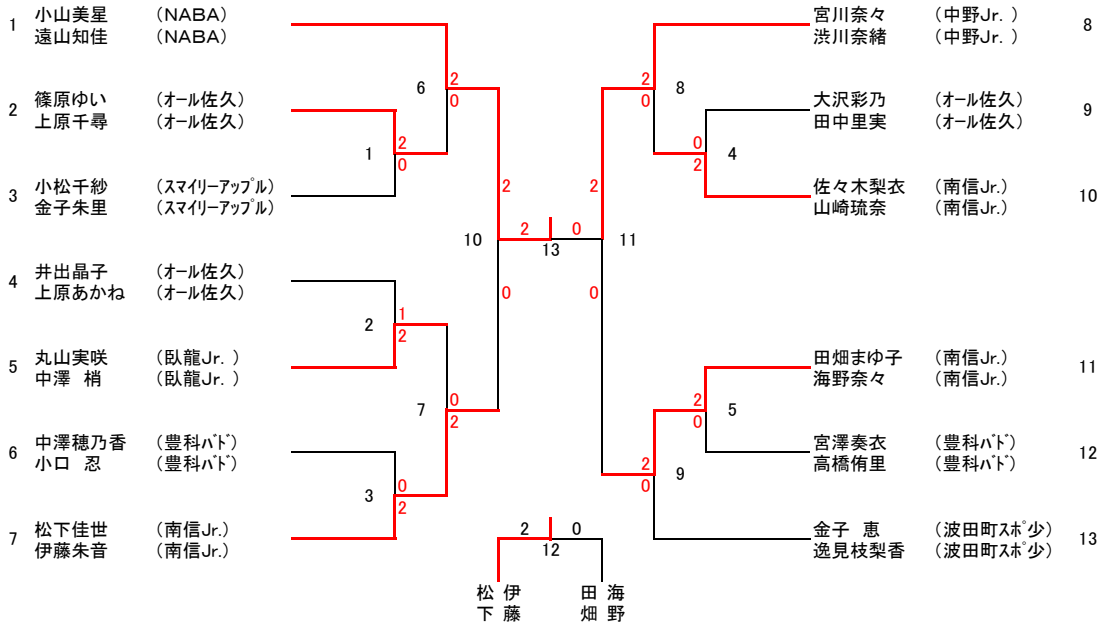 1 小山美星 (NABA)
遠山知佳 (NABA)
2 篠原ゆい (オール佐久)
上原千尋 (オール佐久)
3 小松千紗 (スマイリーアップル)
金子朱里 (スマイリーアップル)
4 井出晶子 (オール佐久)
上原あかね (オール佐久)
5 丸山実咲 (臥龍Jr. )
中澤 梢 (臥龍Jr. )
6 中澤穂乃香 (豊科バド)
小口 忍 (豊科バド)
7 松下佳世 (南信Jr.)
伊藤朱音 (南信Jr.)
6
2
0
1
2
0
2
1
2
3
0
2
7
0
2
10
2
0
2 0
13
2 0
12
松下 伊藤
田畑 海野
11
2
0
8
2
0
4
0
2
5
2
0
9
2
0
宮川奈々 (中野Jr. ) 8
渋川奈緒 (中野Jr. )
大沢彩乃 (オール佐久) 9
田中里実 (オール佐久)
佐々木梨衣 (南信Jr.) 10
山崎琉奈 (南信Jr.)
田畑まゆ子 (南信Jr.) 11
海野奈々 (南信Jr.)
宮澤奏衣 (豊科バド) 12
高橋侑里 (豊科バド)
金子 恵 (波田町スポ少) 13
逸見枝梨香 (波田町スポ少)